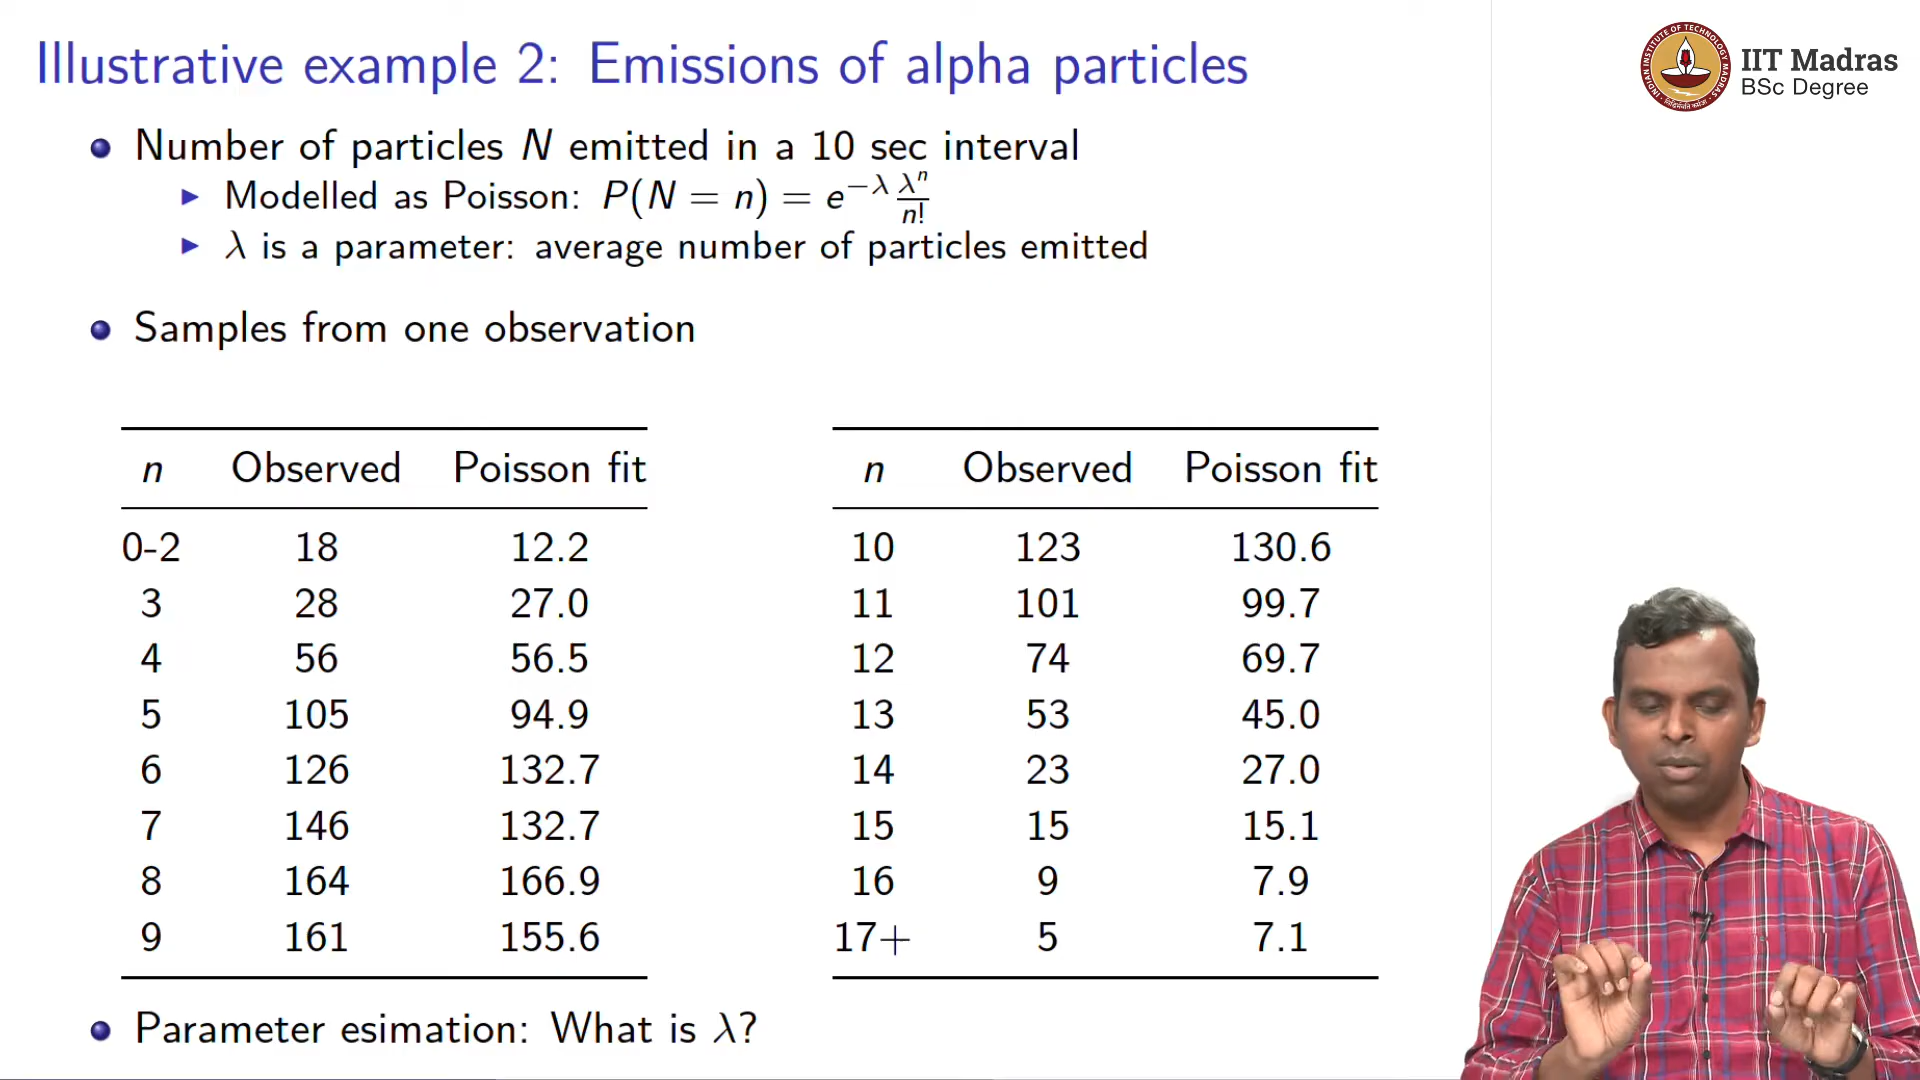 Illustrative example 2: Emissions of alpha particles
IIT Madras
BSc Degree
Number of particles N emitted in a 10 sec interval
Modelled as Poisson: P(N = n) = e^{−λ} λ^n / n!
λ is a parameter: average number of particles emitted
Samples from one observation
n Observed Poisson fit
0-2 18 12.2
3 28 27.0
4 56 56.5
5 105 94.9
6 126 132.7
7 146 132.7
8 164 166.9
9 161 155.6
n Observed Poisson fit
10 123 130.6
11 101 99.7
12 74 69.7
13 53 45.0
14 23 27.0
15 15 15.1
16 9 7.9
17+ 5 7.1
Parameter esimation: What is λ?